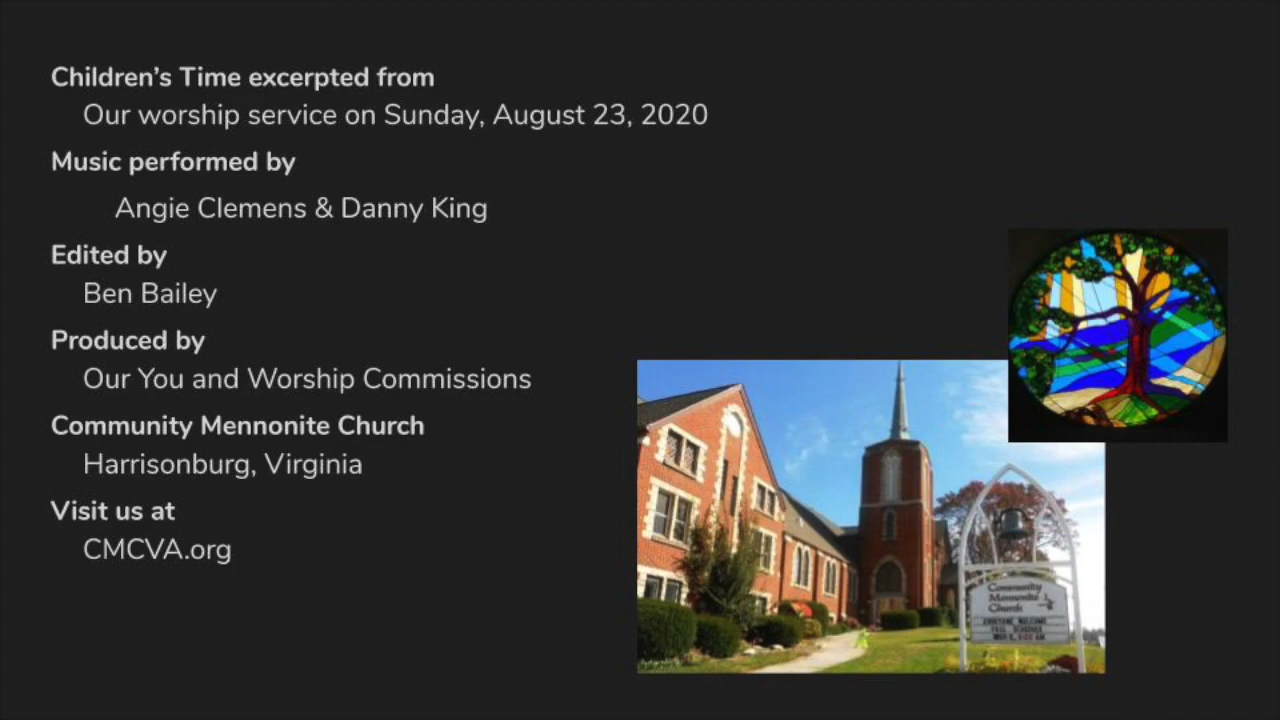 Children's Time excerpted from
Our worship service on Sunday, August 23, 2020
Music performed by
Angie Clemens & Danny King
Edited by
Ben Bailey
Produced by
Our You and Worship Commissions
Community Mennonite Church
Harrisonburg, Virginia
Visit us at
CMCVA.org
Community
Mennonite
Church
EVERYONE WELCOME